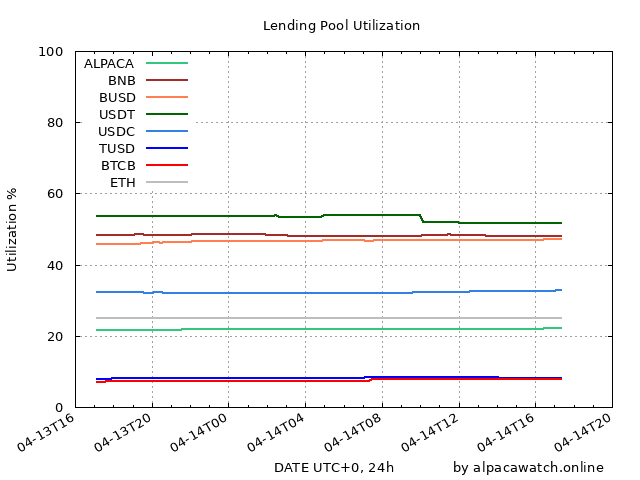 Lending Pool Utilization
Utilization %
100
80
60
40
20
0
ALPACA
BNB
BUSD
USDT
USDC
TUSD
BTCB
ETH
04-13T16 04-13T20 04-14T00 04-14T04 04-14T08 04-14T12 04-14T16 04-14T20
DATE UTC+0, 24h by alpacawatch.online